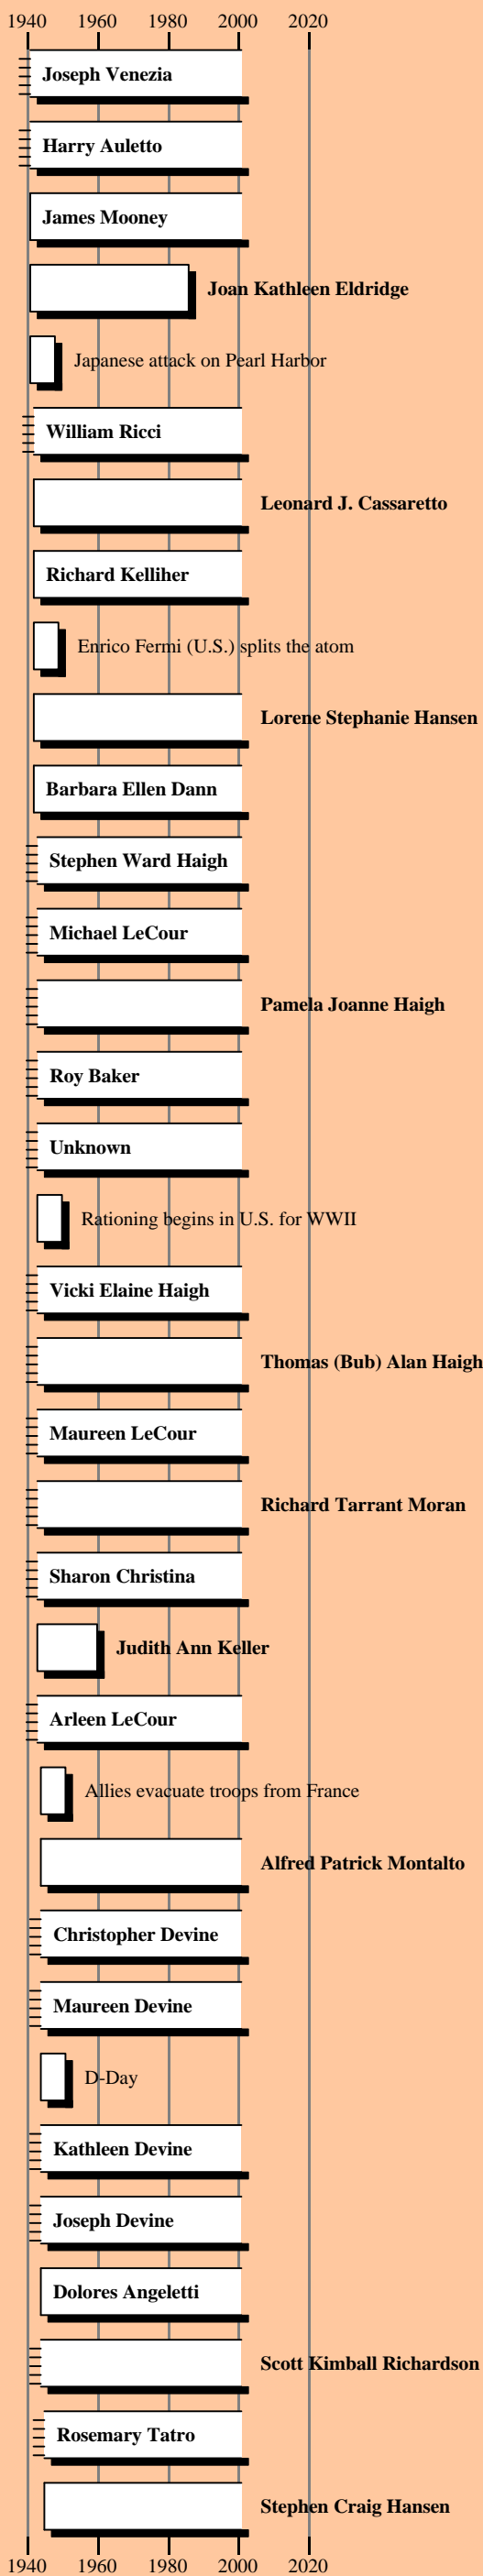 1940 1960 1980 2000 2020
Joseph Venezia
Harry Auletto
James Mooney
Joan Kathleen Eldridge
Japanese attack on Pearl Harbor
William Ricci
Leonard J. Cassaretto
Richard Kelliher
Enrico Fermi (U.S.) splits the atom
Lorene Stephanie Hansen
Barbara Ellen Dann
Stephen Ward Haigh
Michael LeCour
Pamela Joanne Haigh
Roy Baker
Unknown
Rationing begins in U.S. for WWII
Vicki Elaine Haigh
Thomas (Bub) Alan Haigh
Maureen LeCour
Richard Tarrant Moran
Sharon Christina
Judith Ann Keller
Arleen LeCour
Allies evacuate troops from France
Alfred Patrick Montalto
Christopher Devine
Maureen Devine
D-Day
Kathleen Devine
Joseph Devine
Dolores Angeletti
Scott Kimball Richardson
Rosemary Tatro
Stephen Craig Hansen
1940 1960 1980 2000 2020